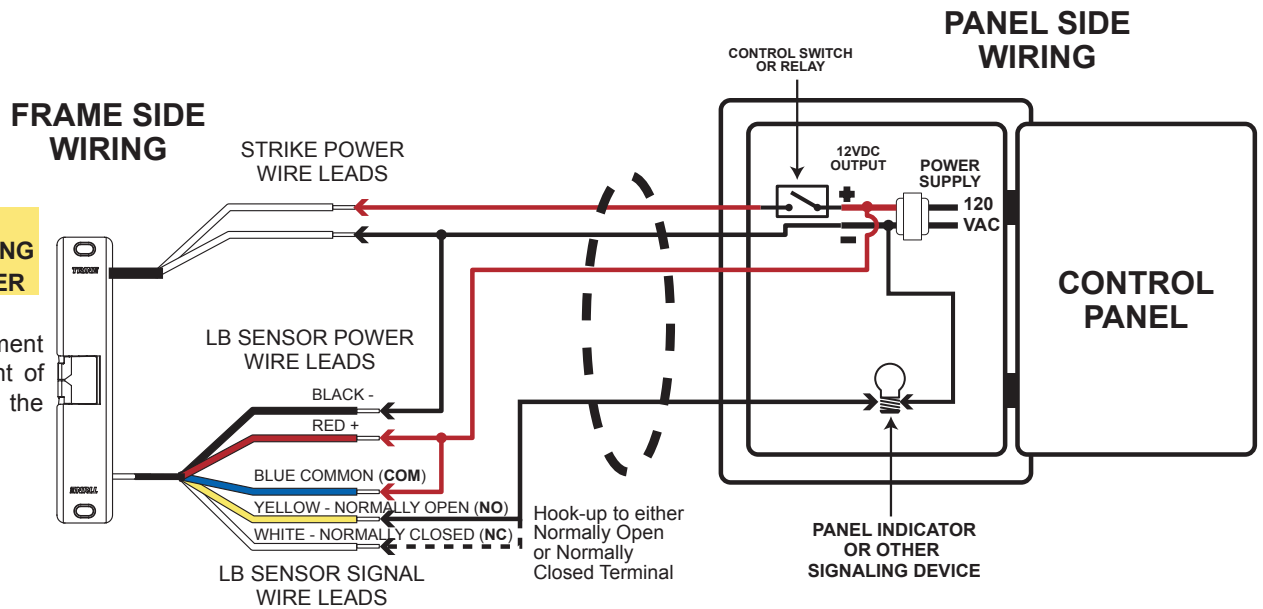 PANEL SIDE
WIRING
CONTROL SWITCH
OR RELAY
FRAME SIDE
WIRING
STRIKE POWER
WIRE LEADS
12VDC
OUTPUT
POWER
SUPPLY
+
-
120
VAC
NG
ER
TRINE
CONTROL
PANEL
ment
nt of
the
LB SENSOR POWER
WIRE LEADS
BLACK -
RED +
BLUE COMMON (COM)
YELLOW - NORMALLY OPEN (NO)
WHITE - NORMALLY CLOSED (NC)
TRINE
Hook-up to either
Normally Open
or Normally
Closed Terminal
LB SENSOR SIGNAL
WIRE LEADS
PANEL INDICATOR
OR OTHER
SIGNALING DEVICE